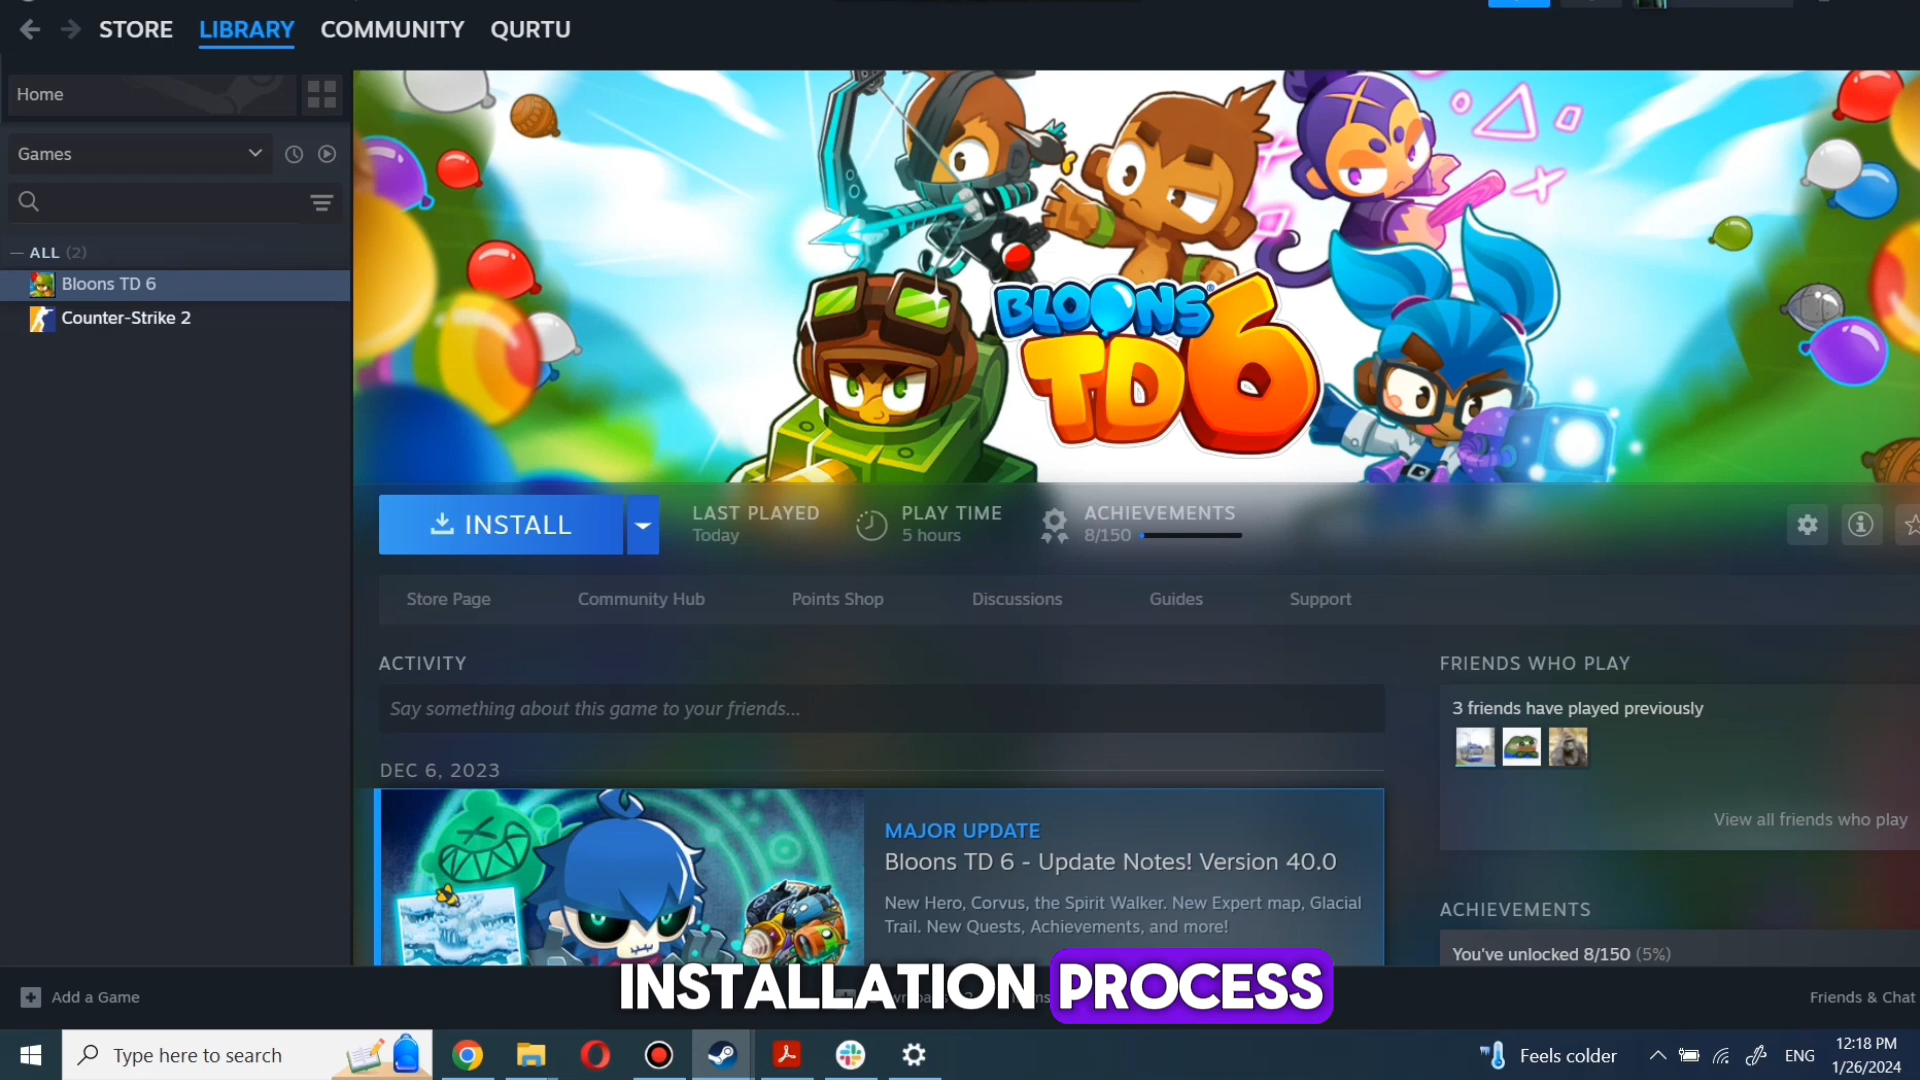 STORE LIBRARY COMMUNITY QURTU
Home
Games
ALL (2)
Bloons TD 6
Counter-Strike 2
BLOONS®
TD6
INSTALL
LAST PLAYED
Today
PLAY TIME
5 hours
ACHIEVEMENTS
8/150
Store Page Community Hub Points Shop Discussions Guides Support
ACTIVITY
Say something about this game to your friends...
DEC 6, 2023
MAJOR UPDATE
Bloons TD 6 - Update Notes! Version 40.0
New Hero, Corvus, the Spirit Walker. New Expert map, Glacial
Trail. New Quests, Achievements, and more!
FRIENDS WHO PLAY
3 friends have played previously
View all friends who play
ACHIEVEMENTS
You've unlocked 8/150 (5%)
INSTALLATION PROCESS
Add a Game
Friends & Chat
Type here to search
Feels colder
ENG
12:18 PM
1/26/2024